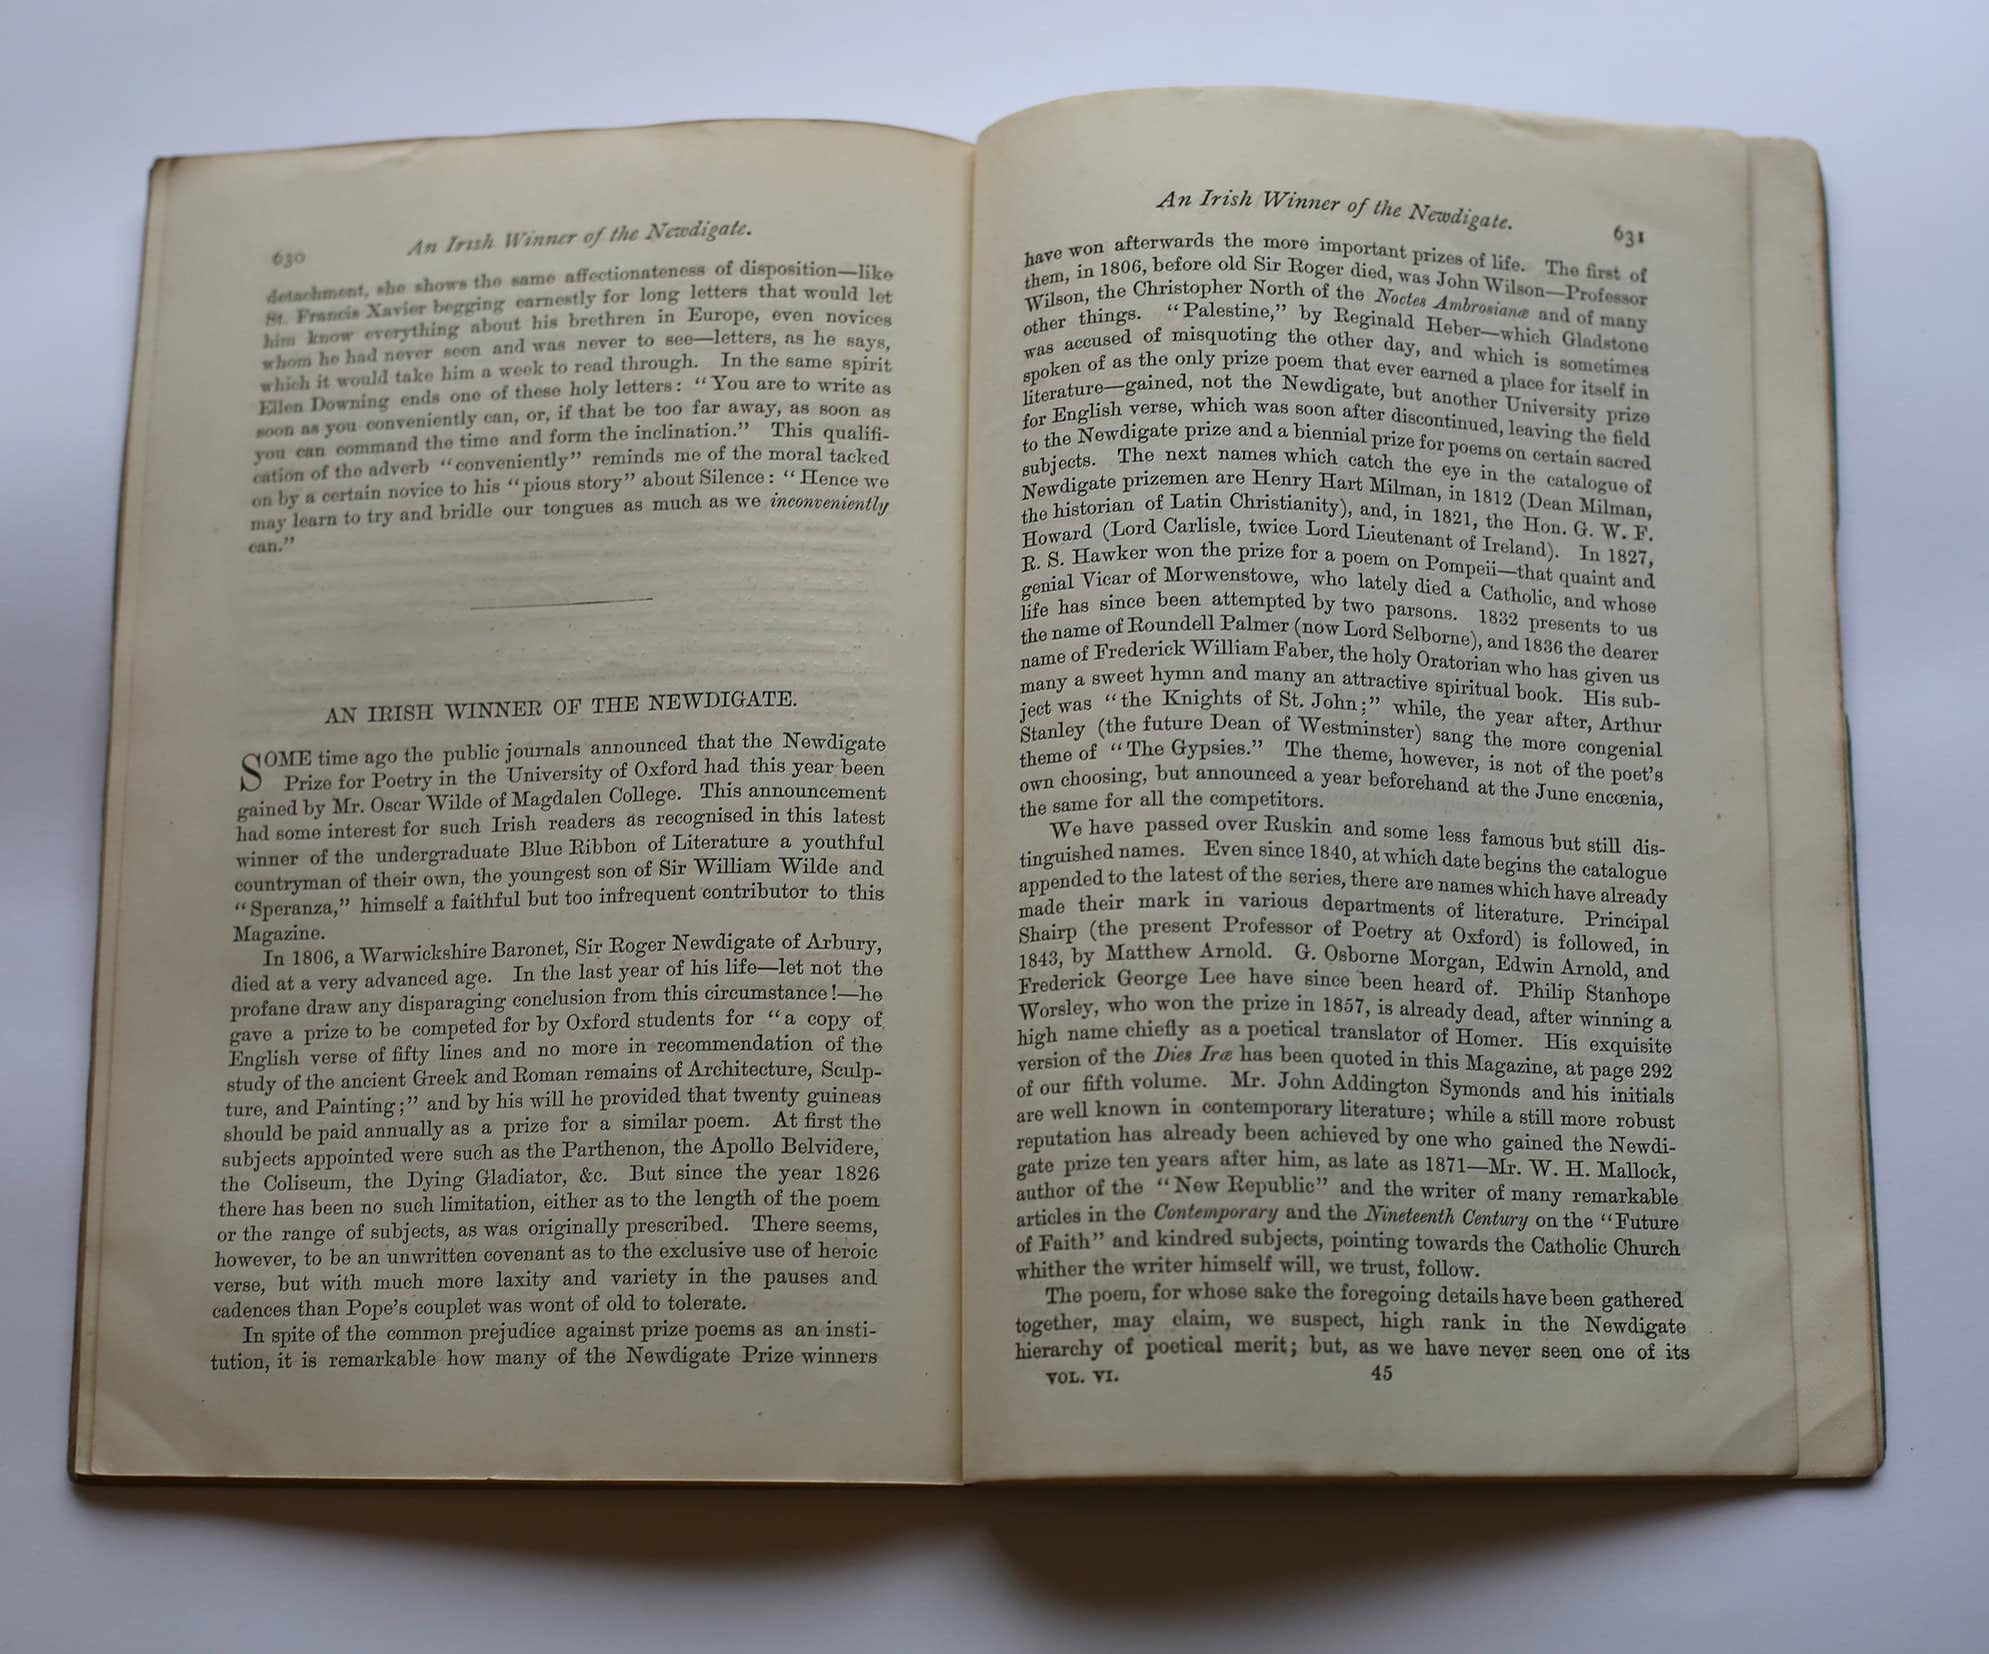 630
An Irish Winner of the Newdigate.
detachment, she shows the same affectionateness of disposition—like
St. Francis Xavier begging earnestly for long letters that would let
him know everything about his brethren in Europe, even novices
whom he had never seen and was never to see—letters, as he says,
which it would take him a week to read through. In the same spirit
Ellen Downing ends one of these holy letters: "You are to write as
soon as you conveniently can, or, if that be too far away, as soon as
you can command the time and form the inclination." This qualifi-
cation of the adverb "conveniently" reminds me of the moral tacked
on by a certain novice to his "pious story" about Silence: "Hence we
may learn to try and bridle our tongues as much as we inconveniently
can."
AN IRISH WINNER OF THE NEWDIGATE.
SOME time ago the public journals announced that the Newdigate
Prize for Poetry in the University of Oxford had this year been
gained by Mr. Oscar Wilde of Magdalen College. This announcement
had some interest for such Irish readers as recognised in this latest
winner of the undergraduate Blue Ribbon of Literature a youthful
countryman of their own, the youngest son of Sir William Wilde and
"Speranza," himself a faithful but too infrequent contributor to this
Magazine.
In 1806, a Warwickshire Baronet, Sir Roger Newdigate of Arbury,
died at a very advanced age. In the last year of his life—let not the
profane draw any disparaging conclusion from this circumstance!—he
gave a prize to be competed for by Oxford students for "a copy of
English verse of fifty lines and no more in recommendation of the
study of the ancient Greek and Roman remains of Architecture, Sculp-
ture, and Painting;" and by his will he provided that twenty guineas
should be paid annually as a prize for a similar poem. At first the
subjects appointed were such as the Parthenon, the Apollo Belvidere,
the Coliseum, the Dying Gladiator, &c. But since the year 1826
there has been no such limitation, either as to the length of the poem
or the range of subjects, as was originally prescribed. There seems,
however, to be an unwritten covenant as to the exclusive use of heroic
verse, but with much more laxity and variety in the pauses and
cadences than Pope's couplet was wont of old to tolerate.
In spite of the common prejudice against prize poems as an insti-
tution, it is remarkable how many of the Newdigate Prize winners
An Irish Winner of the Newdigate.
631
have won afterwards the more important prizes of life. The first of
them, in 1806, before old Sir Roger died, was John Wilson—Professor
Wilson, the Christopher North of the Noctes Ambrosianæ and of many
other things. "Palestine," by Reginald Heber—which Gladstone
was accused of misquoting the other day, and which is sometimes
spoken of as the only prize poem that ever earned a place for itself in
literature—gained, not the Newdigate, but another University prize
for English verse, which was soon after discontinued, leaving the field
to the Newdigate prize and a biennial prize for poems on certain sacred
subjects. The next names which catch the eye in the catalogue of
Newdigate prizemen are Henry Hart Milman, in 1812 (Dean Milman,
the historian of Latin Christianity), and, in 1821, the Hon. G. W. F.
Howard (Lord Carlisle, twice Lord Lieutenant of Ireland). In 1827,
R. S. Hawker won the prize for a poem on Pompeii—that quaint and
genial Vicar of Morwenstowe, who lately died a Catholic, and whose
life has since been attempted by two parsons. 1832 presents to us
the name of Roundell Palmer (now Lord Selborne), and 1836 the dearer
name of Frederick William Faber, the holy Oratorian who has given us
many a sweet hymn and many an attractive spiritual book. His sub-
ject was "the Knights of St. John;" while, the year after, Arthur
Stanley (the future Dean of Westminster) sang the more congenial
theme of "The Gypsies." The theme, however, is not of the poet's
own choosing, but announced a year beforehand at the June encœnia,
the same for all the competitors.
We have passed over Ruskin and some less famous but still dis-
tinguished names. Even since 1840, at which date begins the catalogue
appended to the latest of the series, there are names which have already
made their mark in various departments of literature. Principal
Shairp (the present Professor of Poetry at Oxford) is followed, in
1843, by Matthew Arnold. G. Osborne Morgan, Edwin Arnold, and
Frederick George Lee have since been heard of. Philip Stanhope
Worsley, who won the prize in 1857, is already dead, after winning a
high name chiefly as a poetical translator of Homer. His exquisite
version of the Dies Iræ has been quoted in this Magazine, at page 292
of our fifth volume. Mr. John Addington Symonds and his initials
are well known in contemporary literature; while a still more robust
reputation has already been achieved by one who gained the Newdi-
gate prize ten years after him, as late as 1871—Mr. W. H. Mallock,
author of the "New Republic" and the writer of many remarkable
articles in the Contemporary and the Nineteenth Century on the "Future
of Faith" and kindred subjects, pointing towards the Catholic Church
whither the writer himself will, we trust, follow.
The poem, for whose sake the foregoing details have been gathered
together, may claim, we suspect, high rank in the Newdigate
hierarchy of poetical merit; but, as we have never seen one of its
VOL. VI.
45